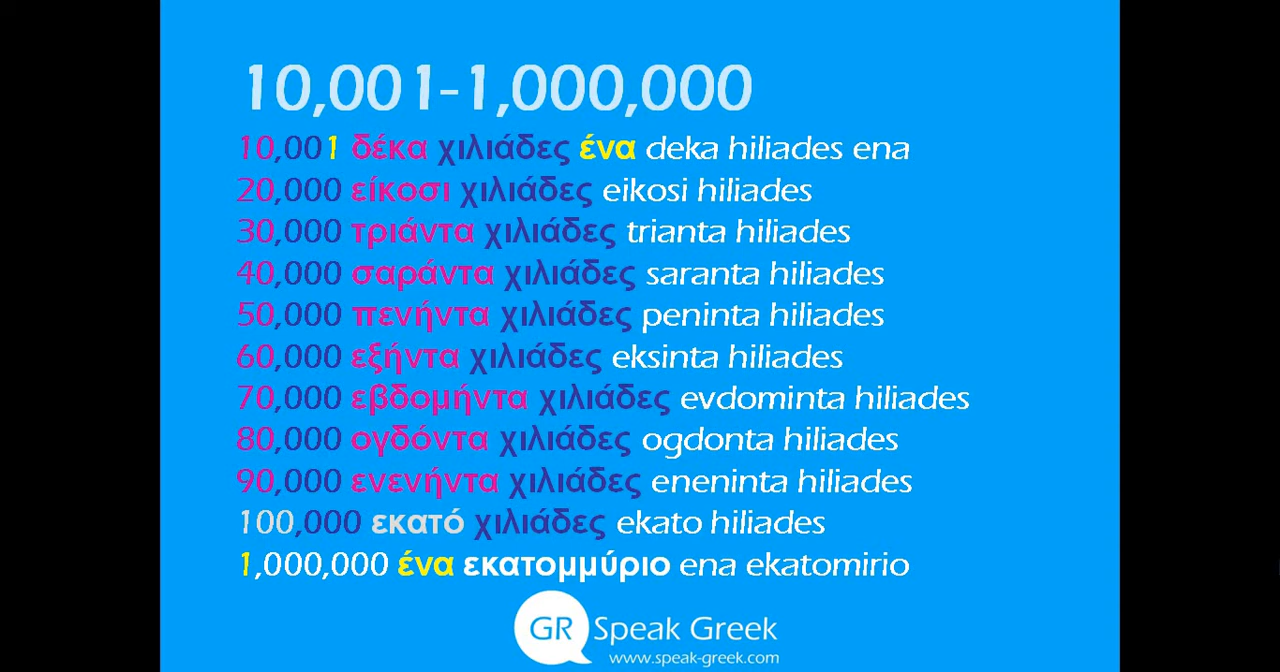 10,001-1,000,000
10,001 δέκα χιλιάδες ένα deka hiliades ena
20,000 είκοσι χιλιάδες eikosi hiliades
30,000 τριάντα χιλιάδες trianta hiliades
40,000 σαράντα χιλιάδες saranta hiliades
50,000 πενήντα χιλιάδες peninta hiliades
60,000 εξήντα χιλιάδες eksinta hiliades
70,000 εβδομήντα χιλιάδες evdominta hiliades
80,000 ογδόντα χιλιάδες ogdonta hiliades
90,000 ενενήντα χιλιάδες eneninta hiliades
100,000 εκατό χιλιάδες ekato hiliades
1,000,000 ένα εκατομμύριο ena ekatomirio
GR Speak Greek
www.speak-greek.com